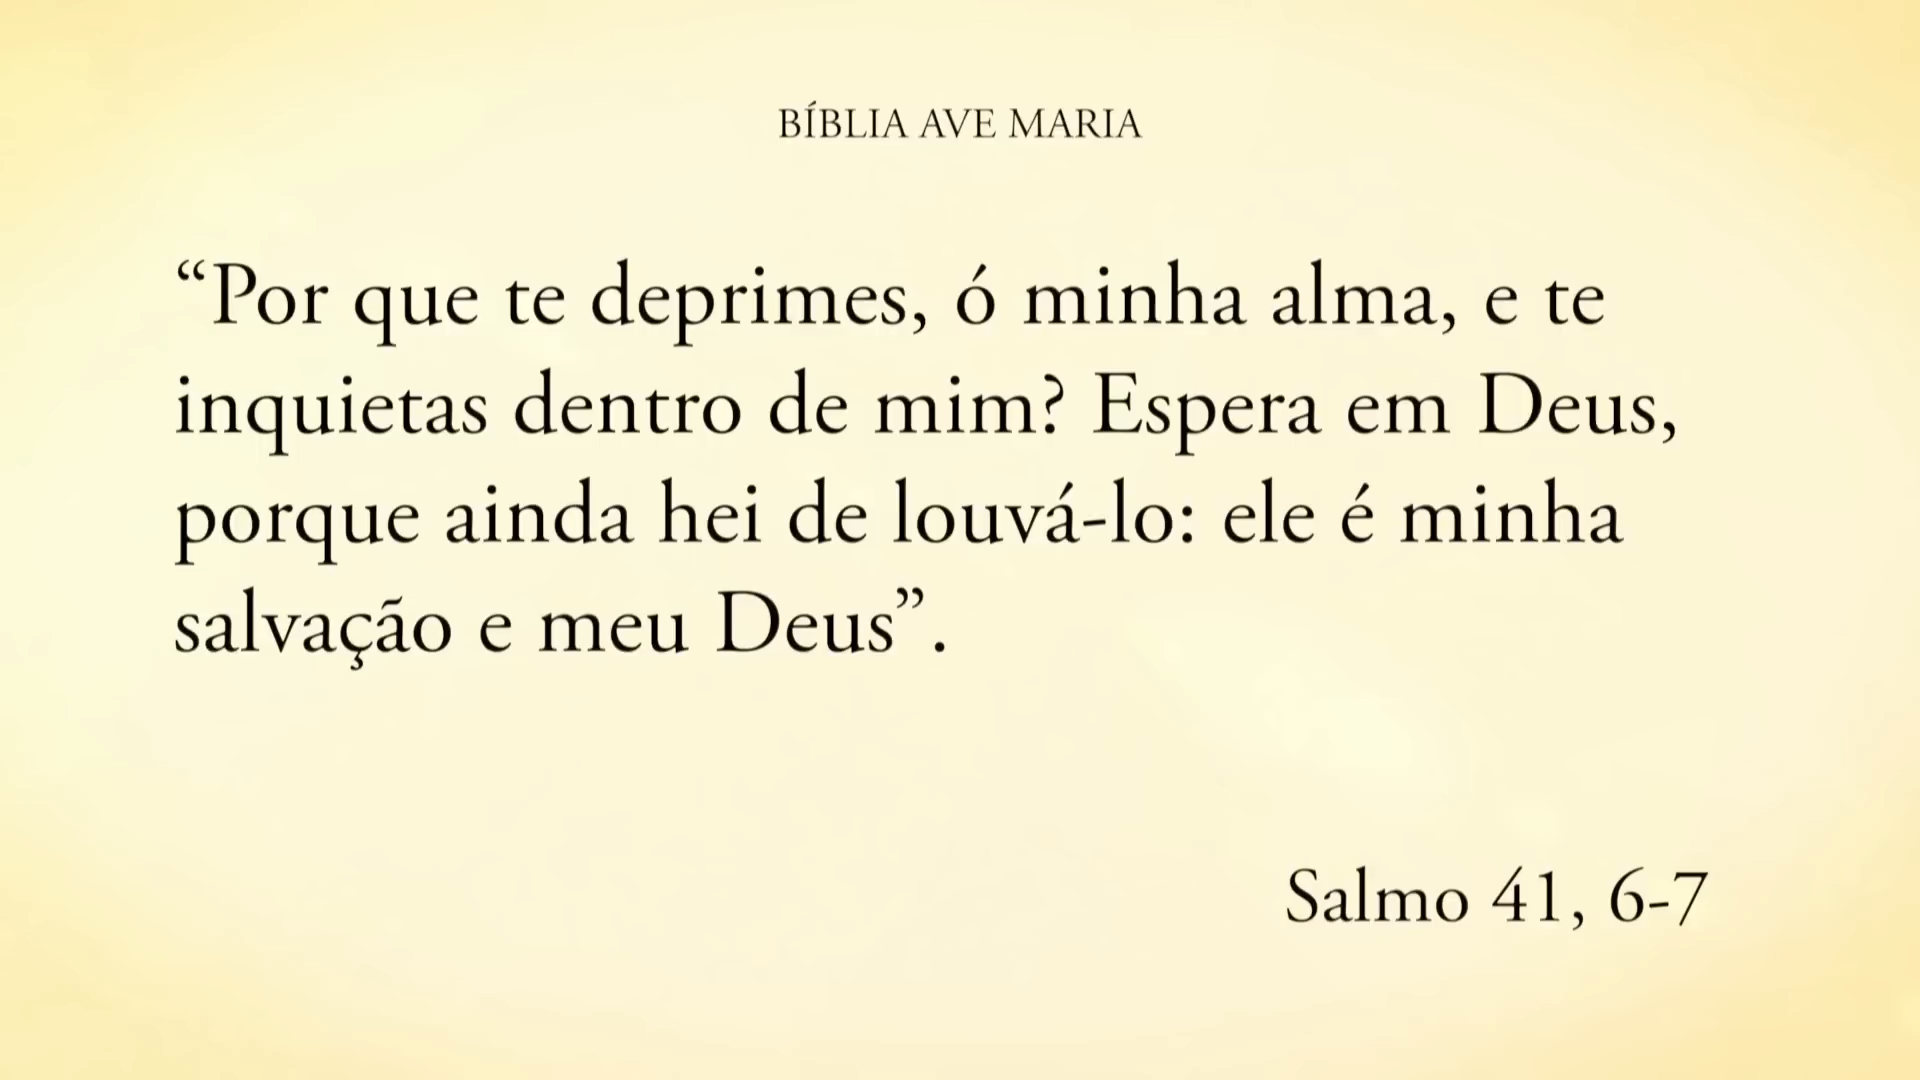 BÍBLIA AVE MARIA
“Por que te deprimes, ó minha alma, e te
inquietas dentro de mim? Espera em Deus,
porque ainda hei de louvá-lo: ele é minha
salvação e meu Deus”.
Salmo 41, 6-7